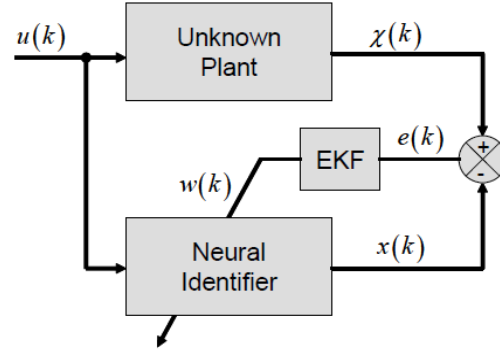 u(k)
Unknown
Plant
χ(k)
+
-
e(k)
EKF
w(k)
Neural
Identifier
x(k)